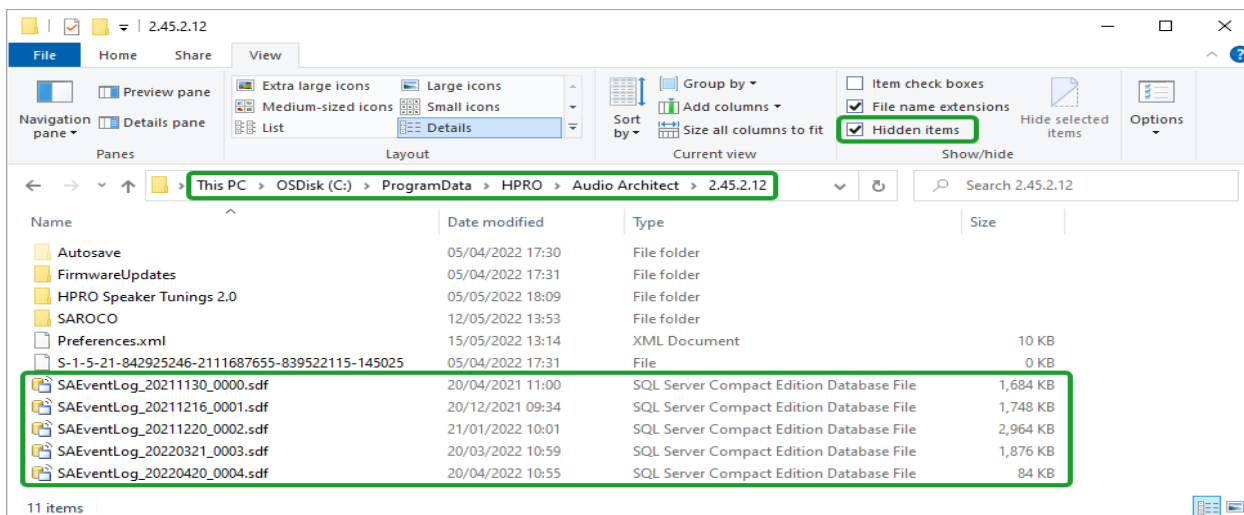 2.45.2.12
File Home Share View
Extra large icons Large icons Group by Item check boxes
Preview pane Medium-sized icons Small icons Add columns File name extensions
Navigation pane Details pane List Details Sort by Size all columns to fit Hidden items Hide selected items Options
Panes Layout Current view Show/hide
This PC > OSDisk (C:) > ProgramData > HPRO > Audio Architect > 2.45.2.12 Search 2.45.2.12
Name Date modified Type Size
Autosave 05/04/2022 17:30 File folder
FirmwareUpdates 05/04/2022 17:31 File folder
HPRO Speaker Tunings 2.0 05/05/2022 18:09 File folder
SAROCO 12/05/2022 13:53 File folder
Preferences.xml 15/05/2022 13:14 XML Document 10 KB
S-1-5-21-842925246-2111687655-839522115-145025 05/04/2022 17:31 File 0 KB
SAEventLog_20211130_0000.sdf 20/04/2021 11:00 SQL Server Compact Edition Database File 1,684 KB
SAEventLog_20211216_0001.sdf 20/12/2021 09:34 SQL Server Compact Edition Database File 1,748 KB
SAEventLog_20211220_0002.sdf 21/01/2022 10:01 SQL Server Compact Edition Database File 2,964 KB
SAEventLog_20220321_0003.sdf 20/03/2022 10:59 SQL Server Compact Edition Database File 1,876 KB
SAEventLog_20220420_0004.sdf 20/04/2022 10:55 SQL Server Compact Edition Database File 84 KB
11 items